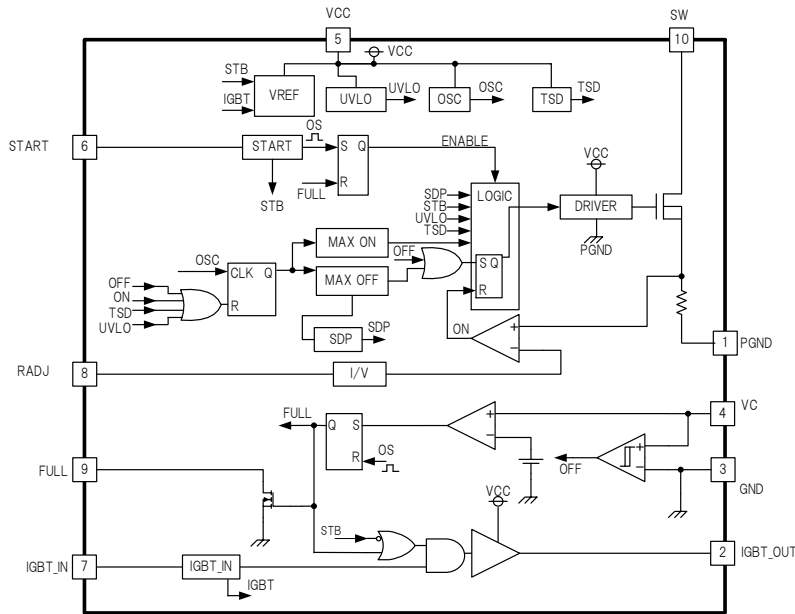 VCC
SW
5
10
VCC
STB
IGBT
VREF
UVLO
UVLO
OSC
OSC
TSD
TSD
START
6
START
OS
S Q
R
FULL
STB
ENABLE
LOGIC
SDP
STB
UVLO
TSD
VCC
DRIVER
PGND
OSC
CLK Q
R
OFF
ON
TSD
UVLO
MAX ON
MAX OFF
OFF
S Q
R
SDP
SDP
ON
+
−
1
PGND
RADJ
8
I/V
FULL
Q S
R
OS
+
−
4
VC
OFF
+
−
3
GND
FULL
9
VCC
STB
IGBT_IN
7
IGBT_IN
IGBT
2
IGBT_OUT